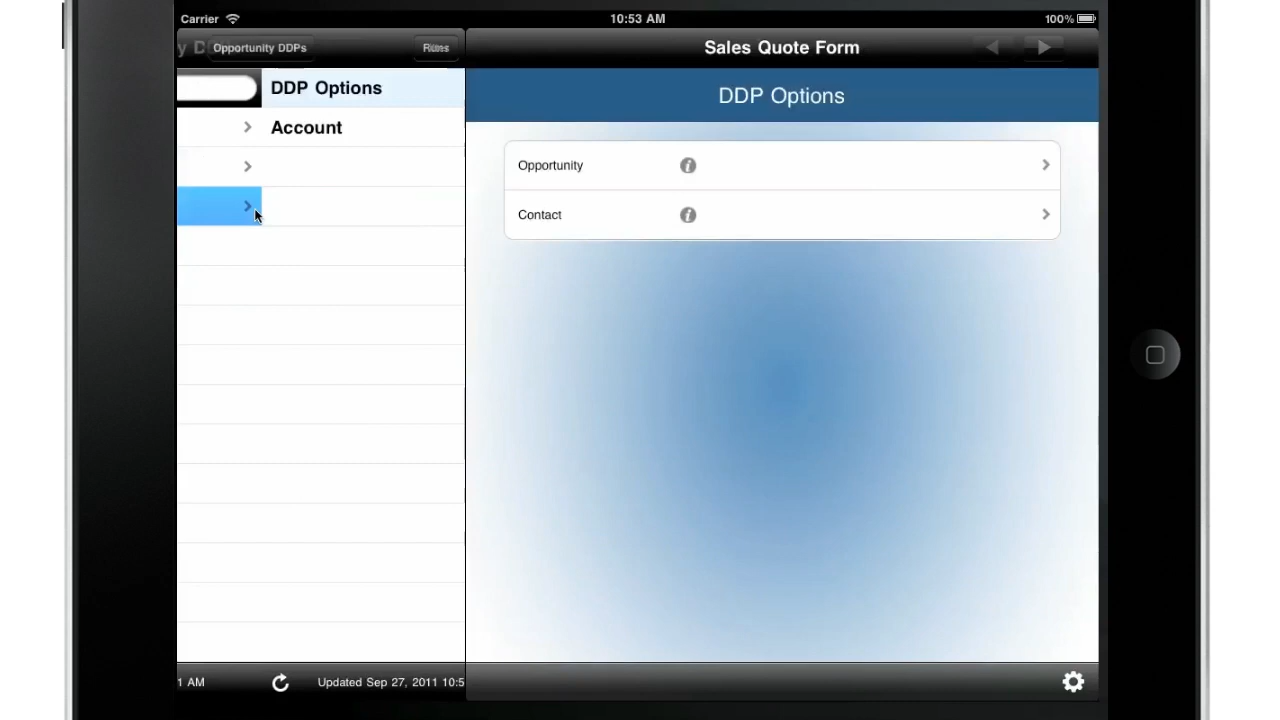 Carrier
10:53 AM
100%
y D
Opportunity DDPs
Sales Quote Form
DDP Options
DDP Options
Account
Opportunity
Contact
1 AM
Updated Sep 27, 2011 10:5